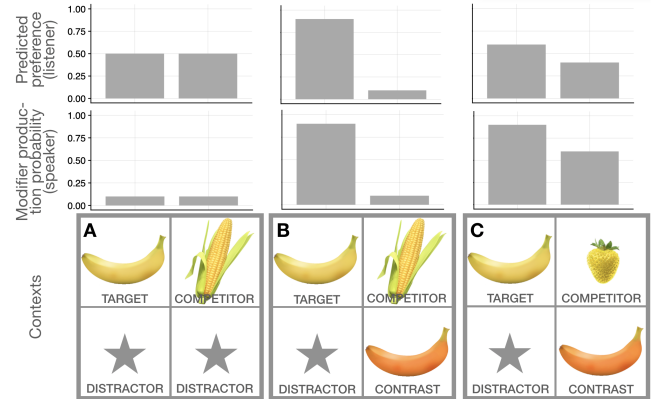 Predicted
preference
(listener)
1.00
0.75
0.50
0.25
0.00
Modifier produc-
tion probability
(speaker)
1.00
0.75
0.50
0.25
0.00
Contexts
A
TARGET
COMPETITOR
DISTRACTOR
DISTRACTOR
B
TARGET
COMPETITOR
DISTRACTOR
CONTRAST
C
TARGET
COMPETITOR
DISTRACTOR
CONTRAST